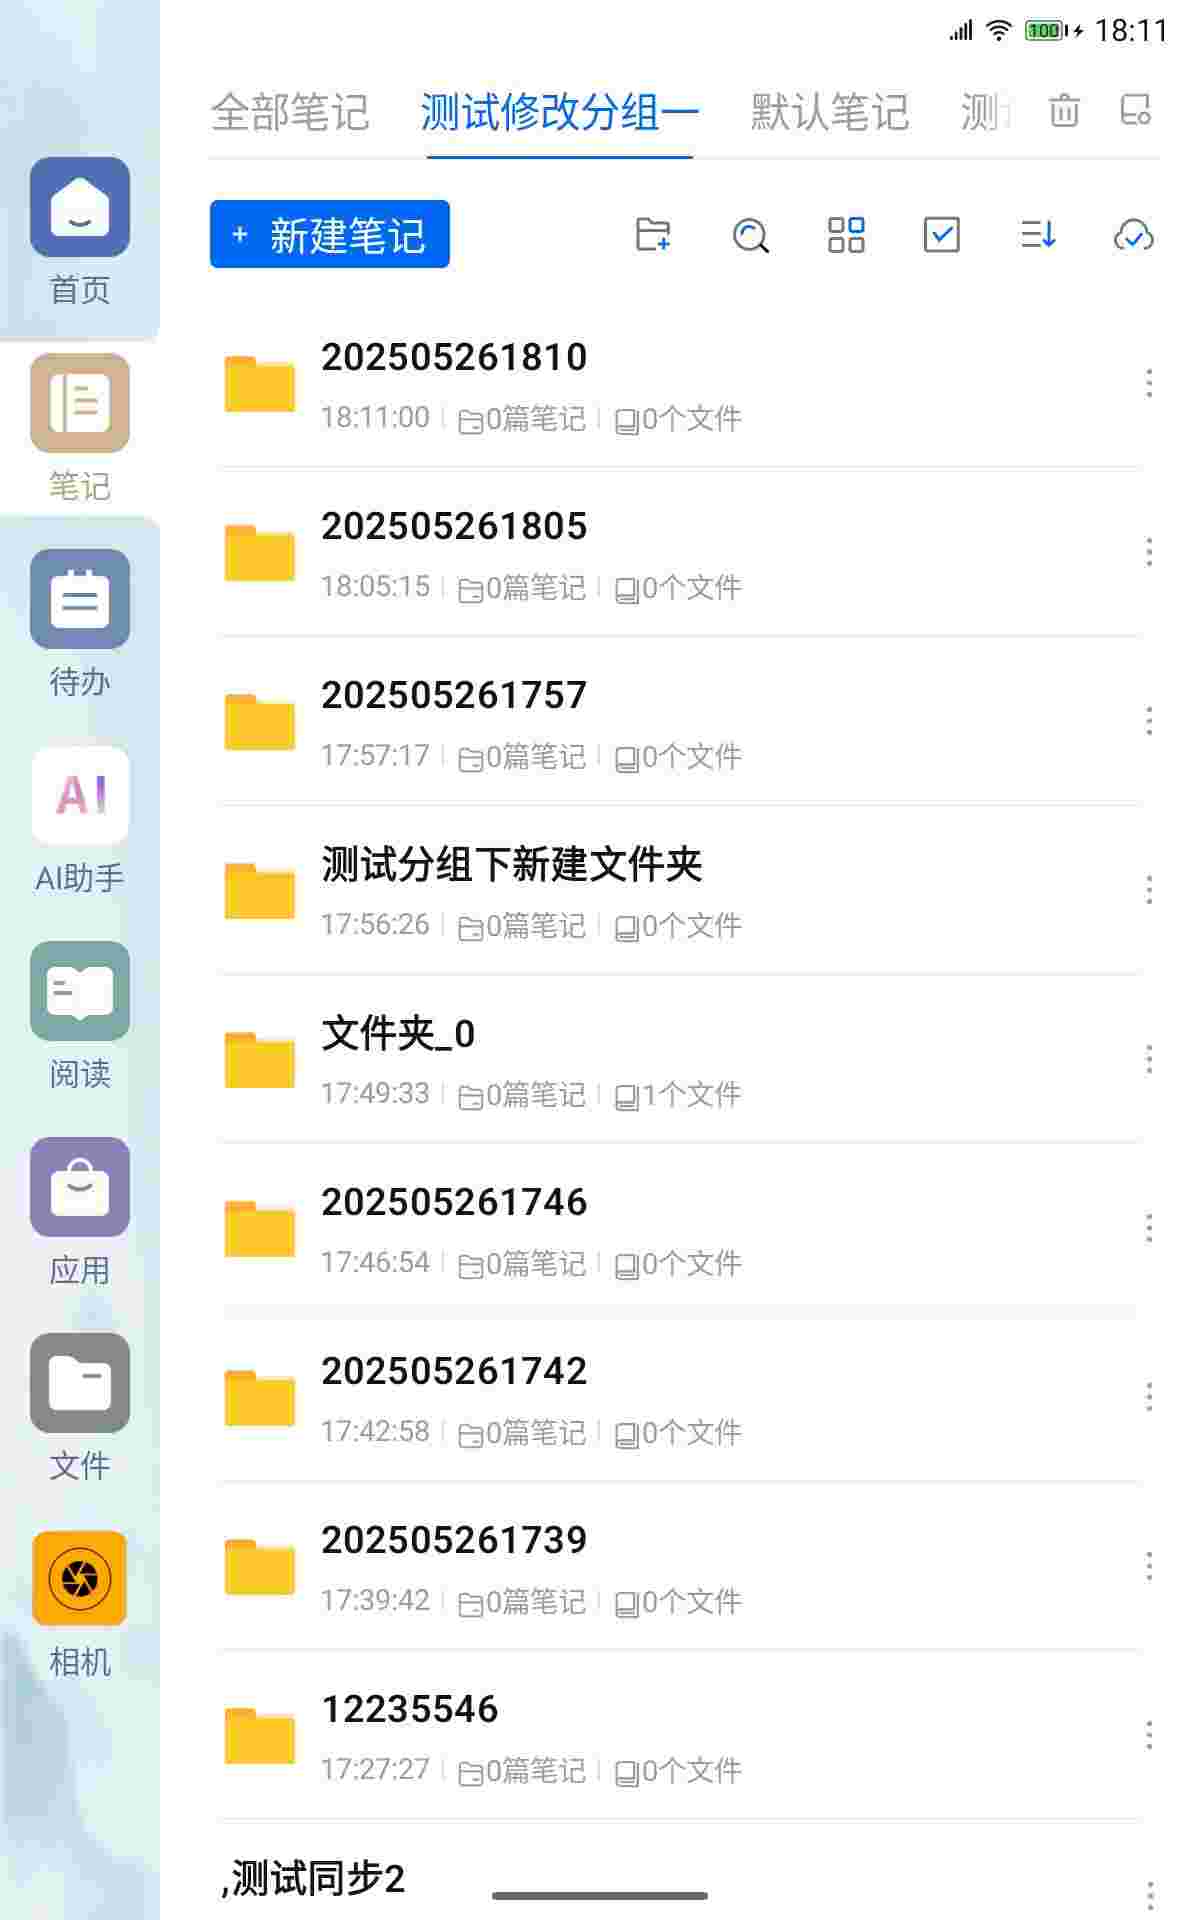 100 18:11
全部笔记 测试修改分组一 默认笔记 测
+ 新建笔记
首页
笔记
待办
AI
AI助手
阅读
应用
文件
相机
202505261810
18:11:00 0篇笔记 0个文件
202505261805
18:05:15 0篇笔记 0个文件
202505261757
17:57:17 0篇笔记 0个文件
测试分组下新建文件夹
17:56:26 0篇笔记 0个文件
文件夹_0
17:49:33 0篇笔记 1个文件
202505261746
17:46:54 0篇笔记 0个文件
202505261742
17:42:58 0篇笔记 0个文件
202505261739
17:39:42 0篇笔记 0个文件
12235546
17:27:27 0篇笔记 0个文件
,测试同步2